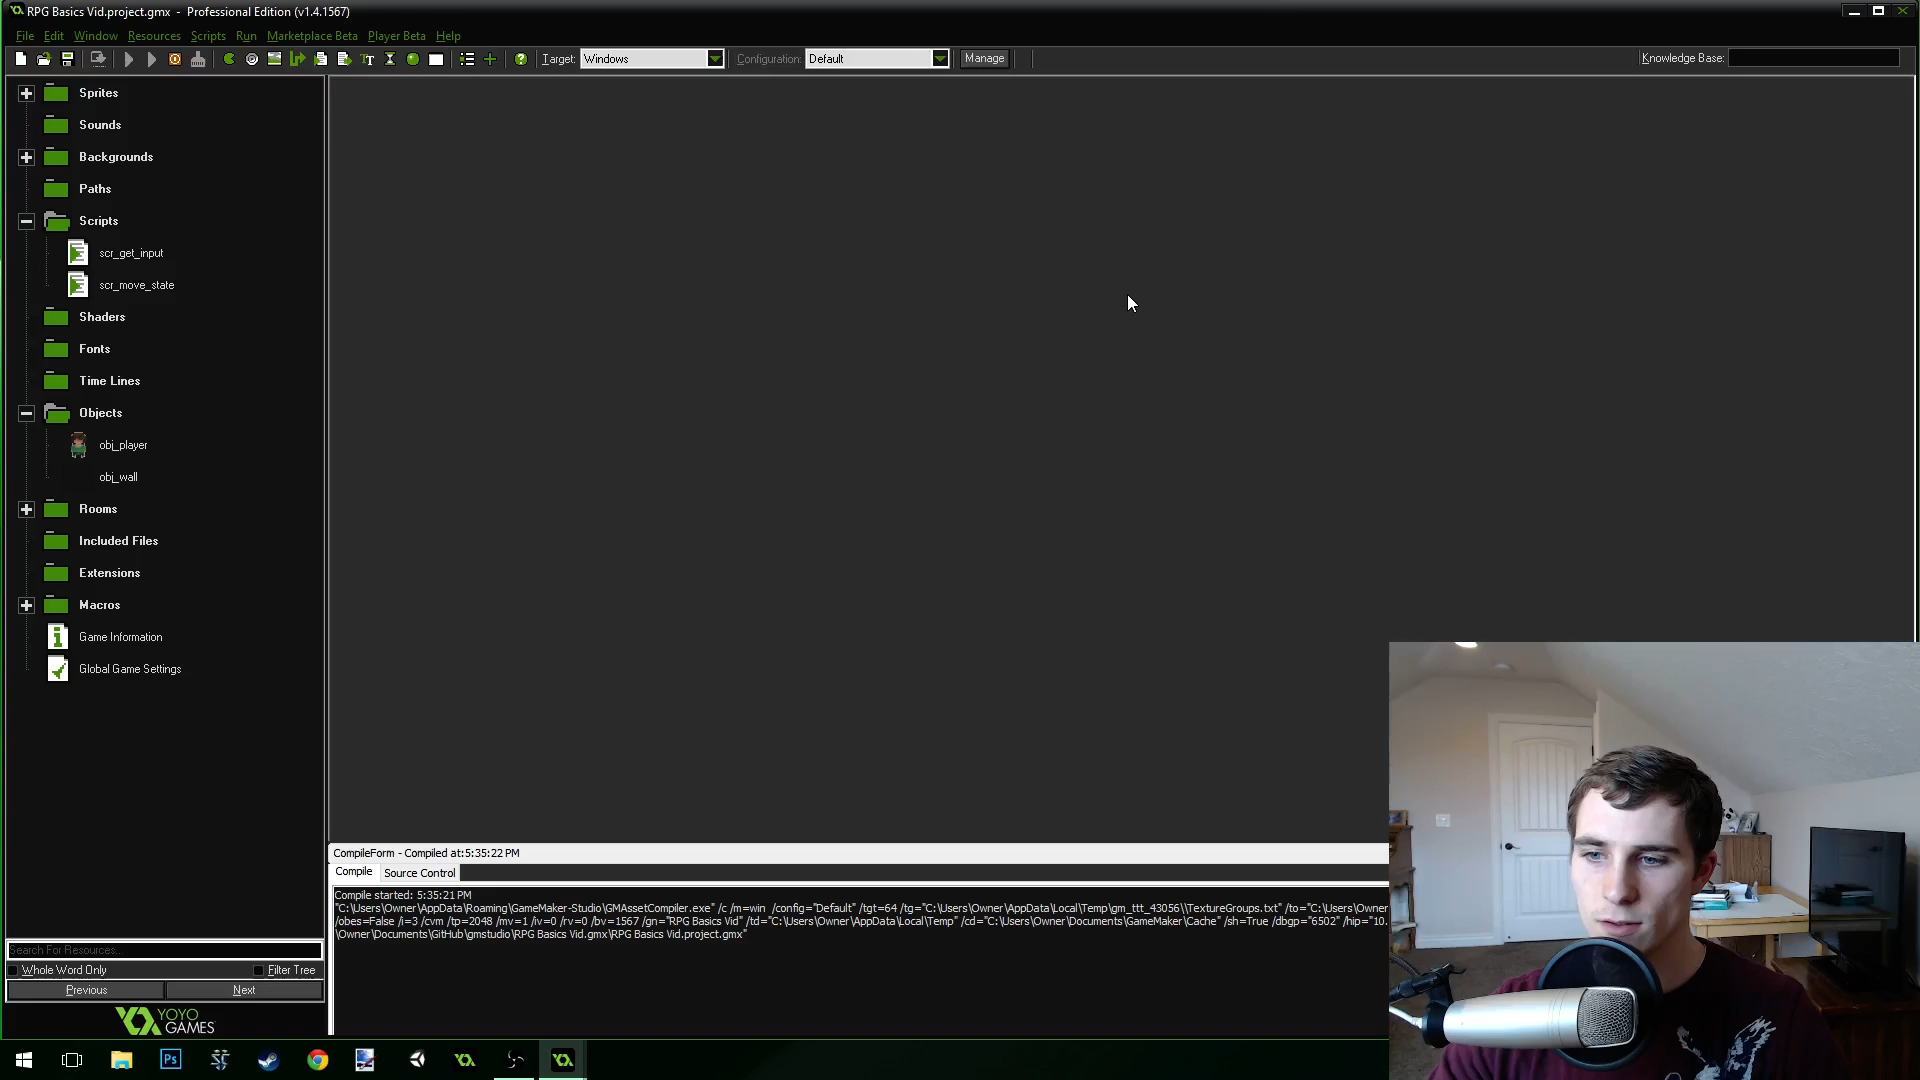 RPG Basics Vid.project.gmx - Professional Edition (v1.4.1567)
File Edit Window Resources Scripts Run Marketplace Beta Player Beta Help
Target: Windows Configuration: Default Manage Knowledge Base:
Sprites
Sounds
Backgrounds
Paths
Scripts
scr_get_input
scr_move_state
Shaders
Fonts
Time Lines
Objects
obj_player
obj_wall
Rooms
Included Files
Extensions
Macros
Game Information
Global Game Settings
Search For Resources...
Whole Word Only Filter Tree
Previous Next
YOYO
GAMES
CompileForm - Compiled at:5:35:22 PM
Compile Source Control
Compile started: 5:35:21 PM
"C:\Users\Owner\AppData\Roaming\GameMaker-Studio\GMAssetCompiler.exe" /c /m=win /config="Default" /tgt=64 /tg="C:\Users\Owner\AppData\Local\Temp\gm_ttt_43056\\TextureGroups.txt" /to="C:\Users\Owner
/obes=False /i=3 /cvm /tp=2048 /mv=1 /iv=0 /rv=0 /bv=1567 /gn="RPG Basics Vid" /td="C:\Users\Owner\AppData\Local\Temp" /cd="C:\Users\Owner\Documents\GameMaker\Cache" /sh=True /dbgp="6502" /hip="10.
\Owner\Documents\GitHub\gmstudio\RPG Basics Vid.gmx\RPG Basics Vid.project.gmx"
Ps